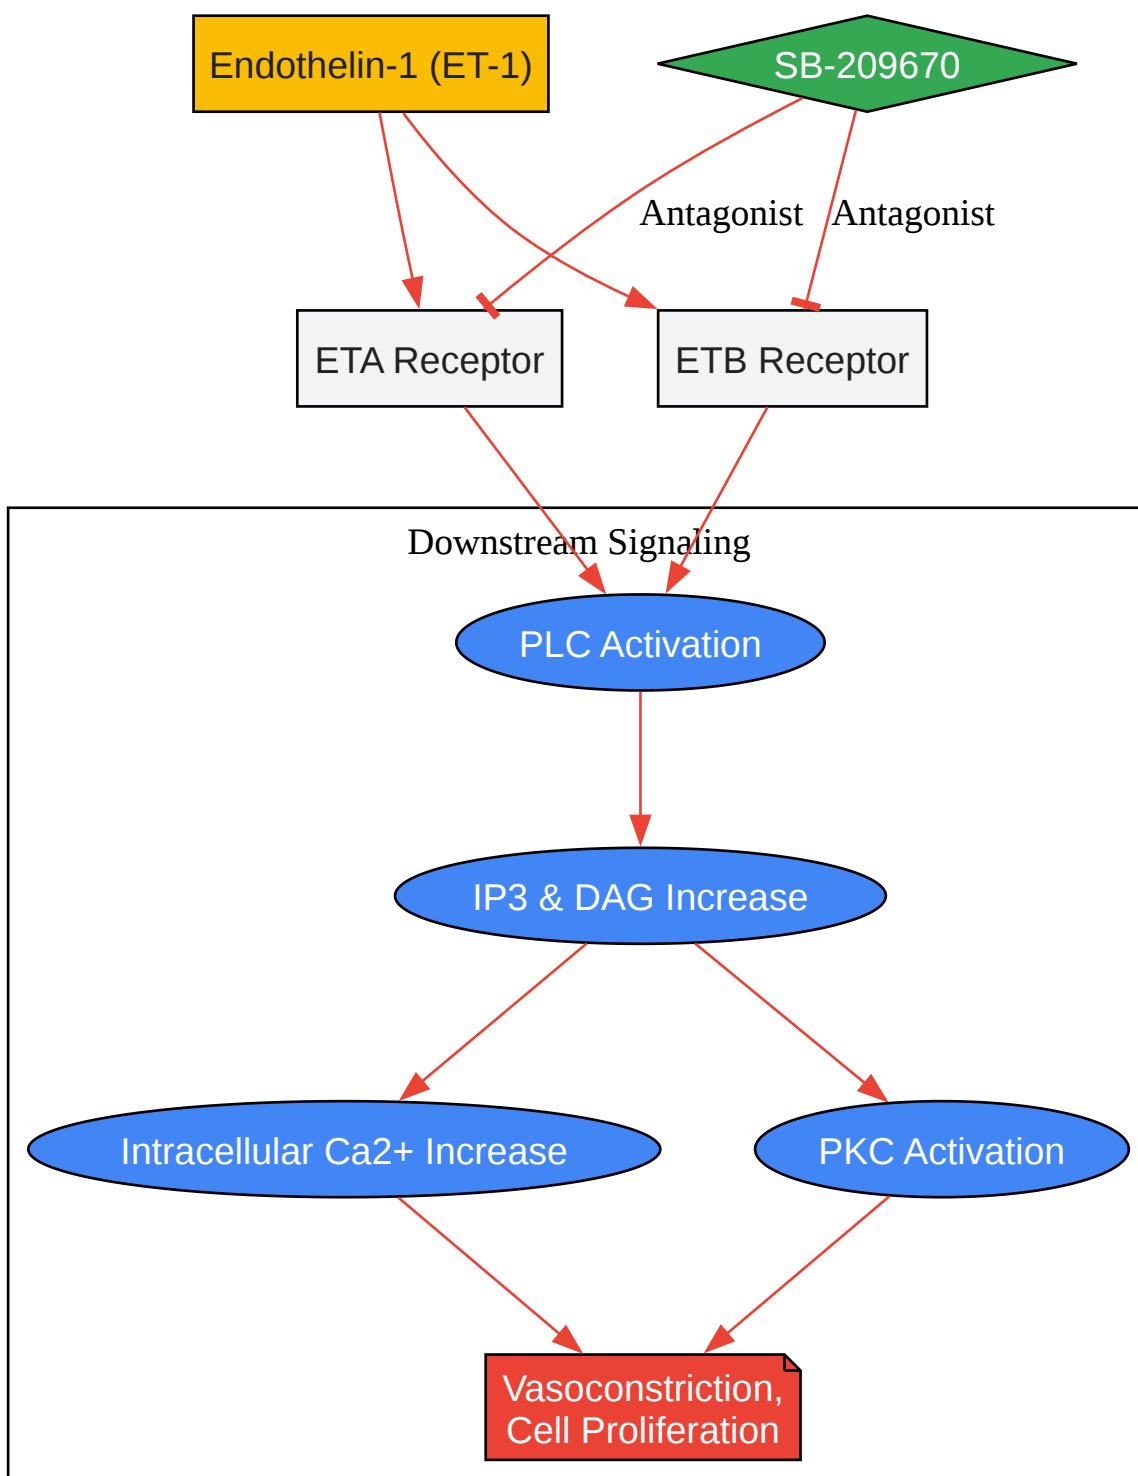 Endothelin-1 (ET-1)
SB-209670
Antagonist
Antagonist
ETA Receptor
ETB Receptor
Downstream Signaling
PLC Activation
IP3 & DAG Increase
Intracellular Ca2+ Increase
PKC Activation
Vasoconstriction,
Cell Proliferation